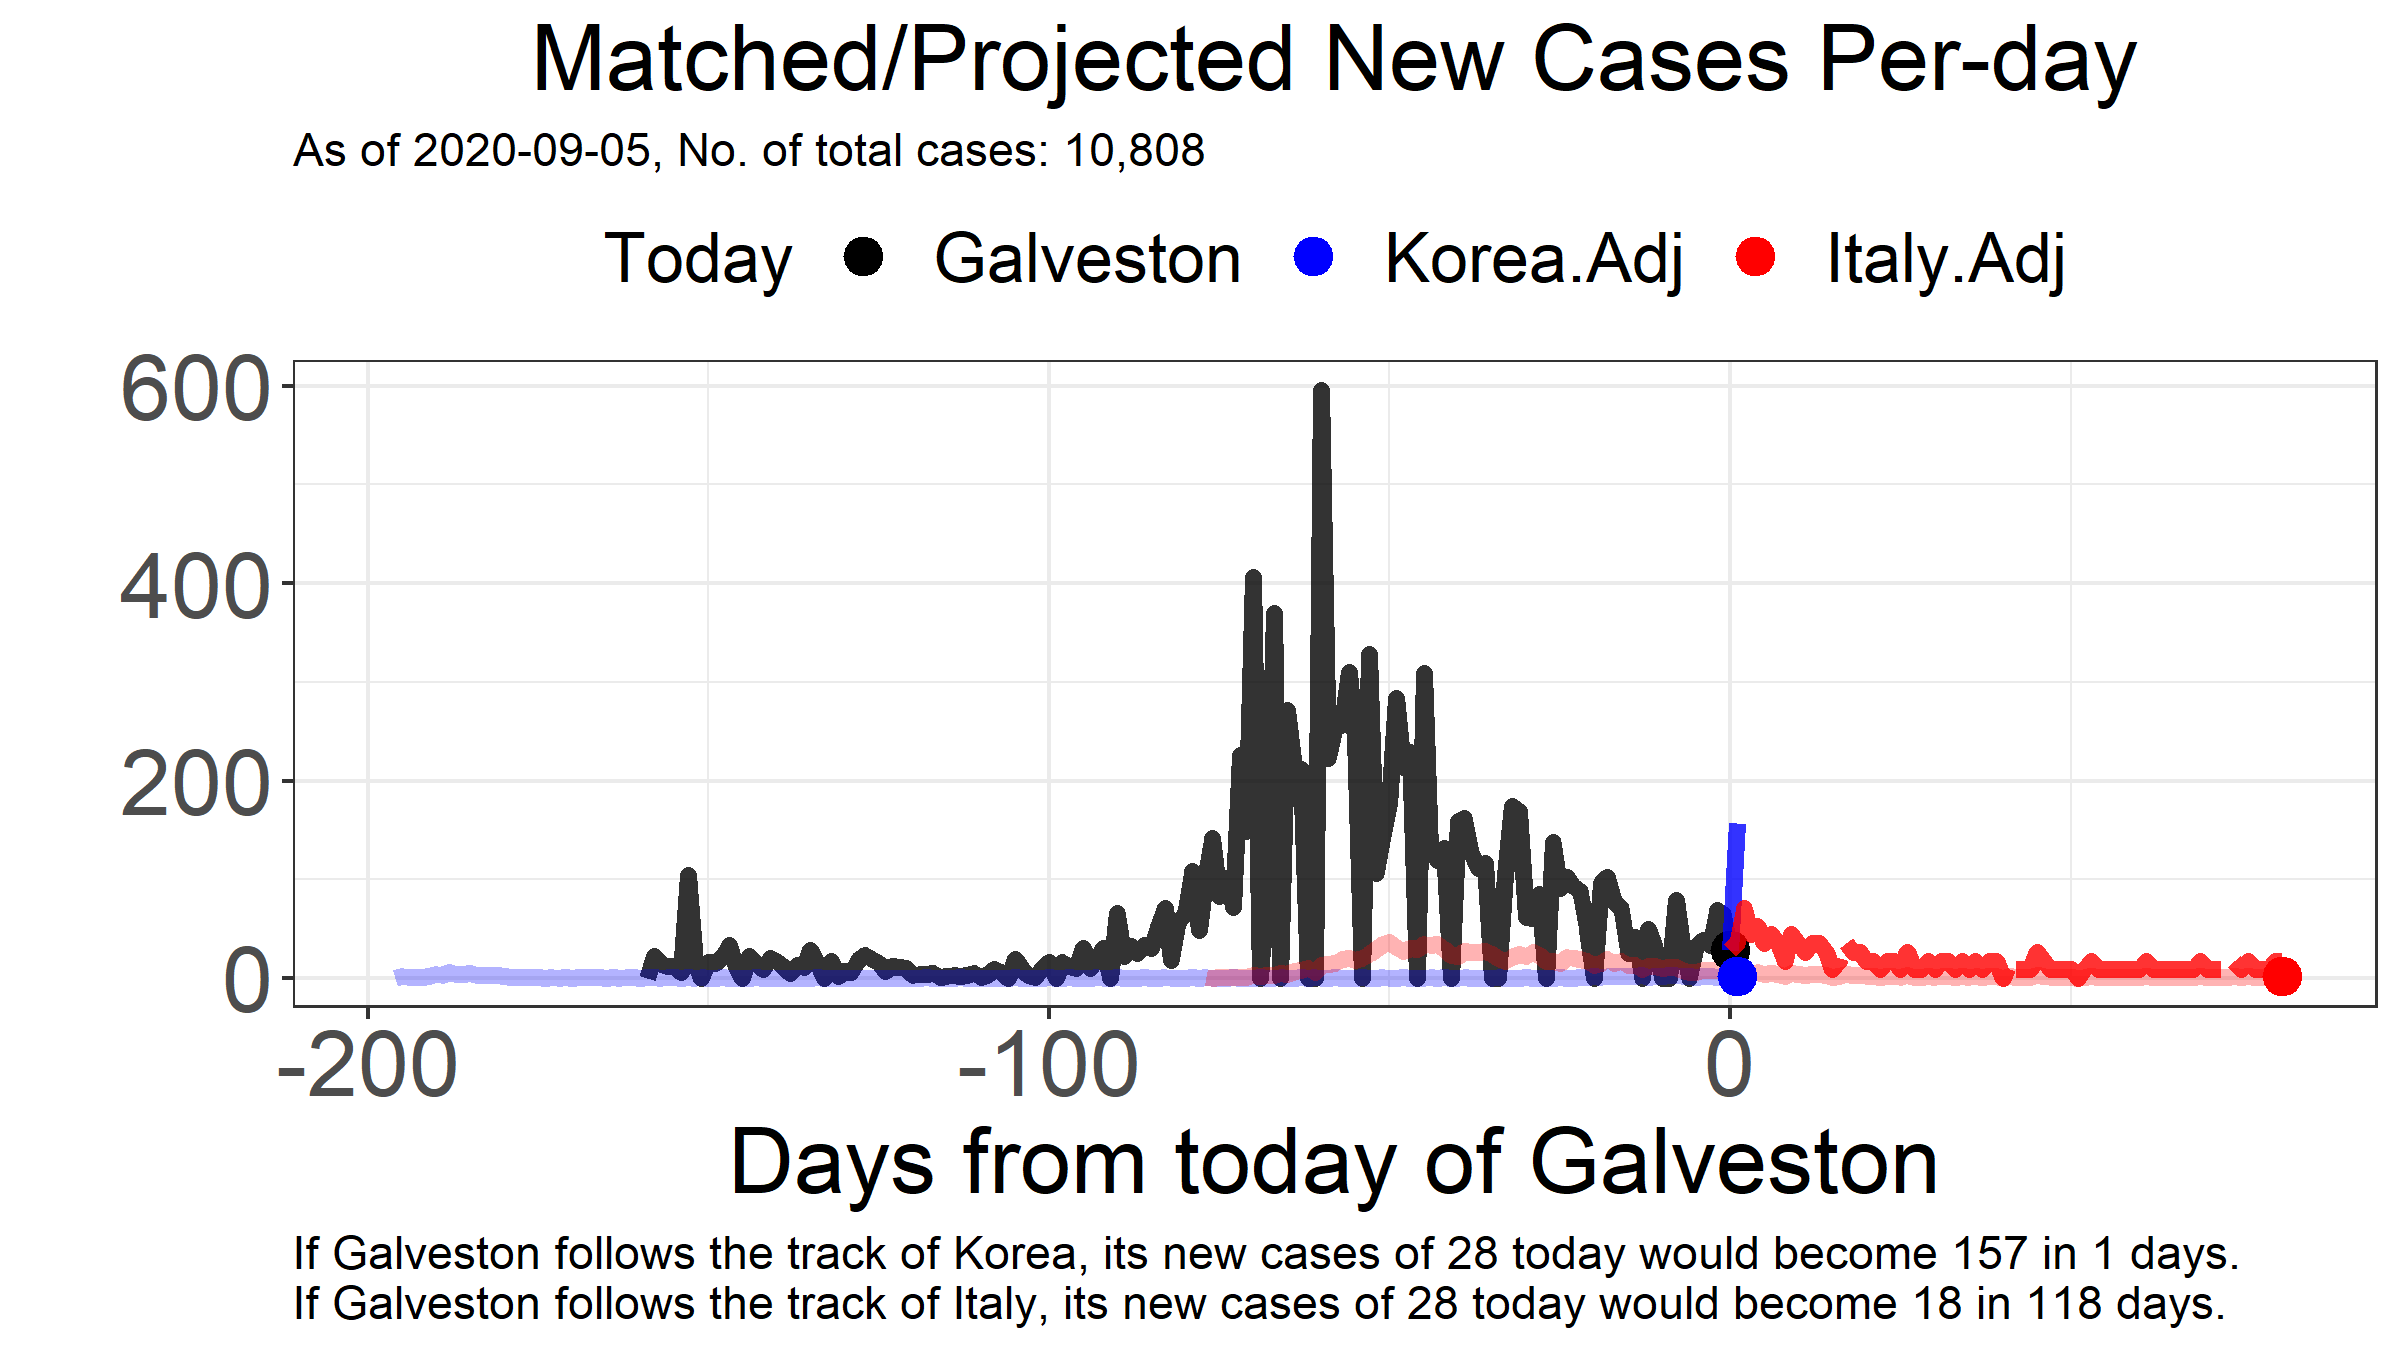 Matched/Projected New Cases Per-day
As of 2020-09-05, No. of total cases: 10,808
Today Galveston Korea.Adj Italy.Adj
600
400
200
0
-200 -100 0
Days from today of Galveston
If Galveston follows the track of Korea, its new cases of 28 today would become 157 in 1 days.
If Galveston follows the track of Italy, its new cases of 28 today would become 18 in 118 days.